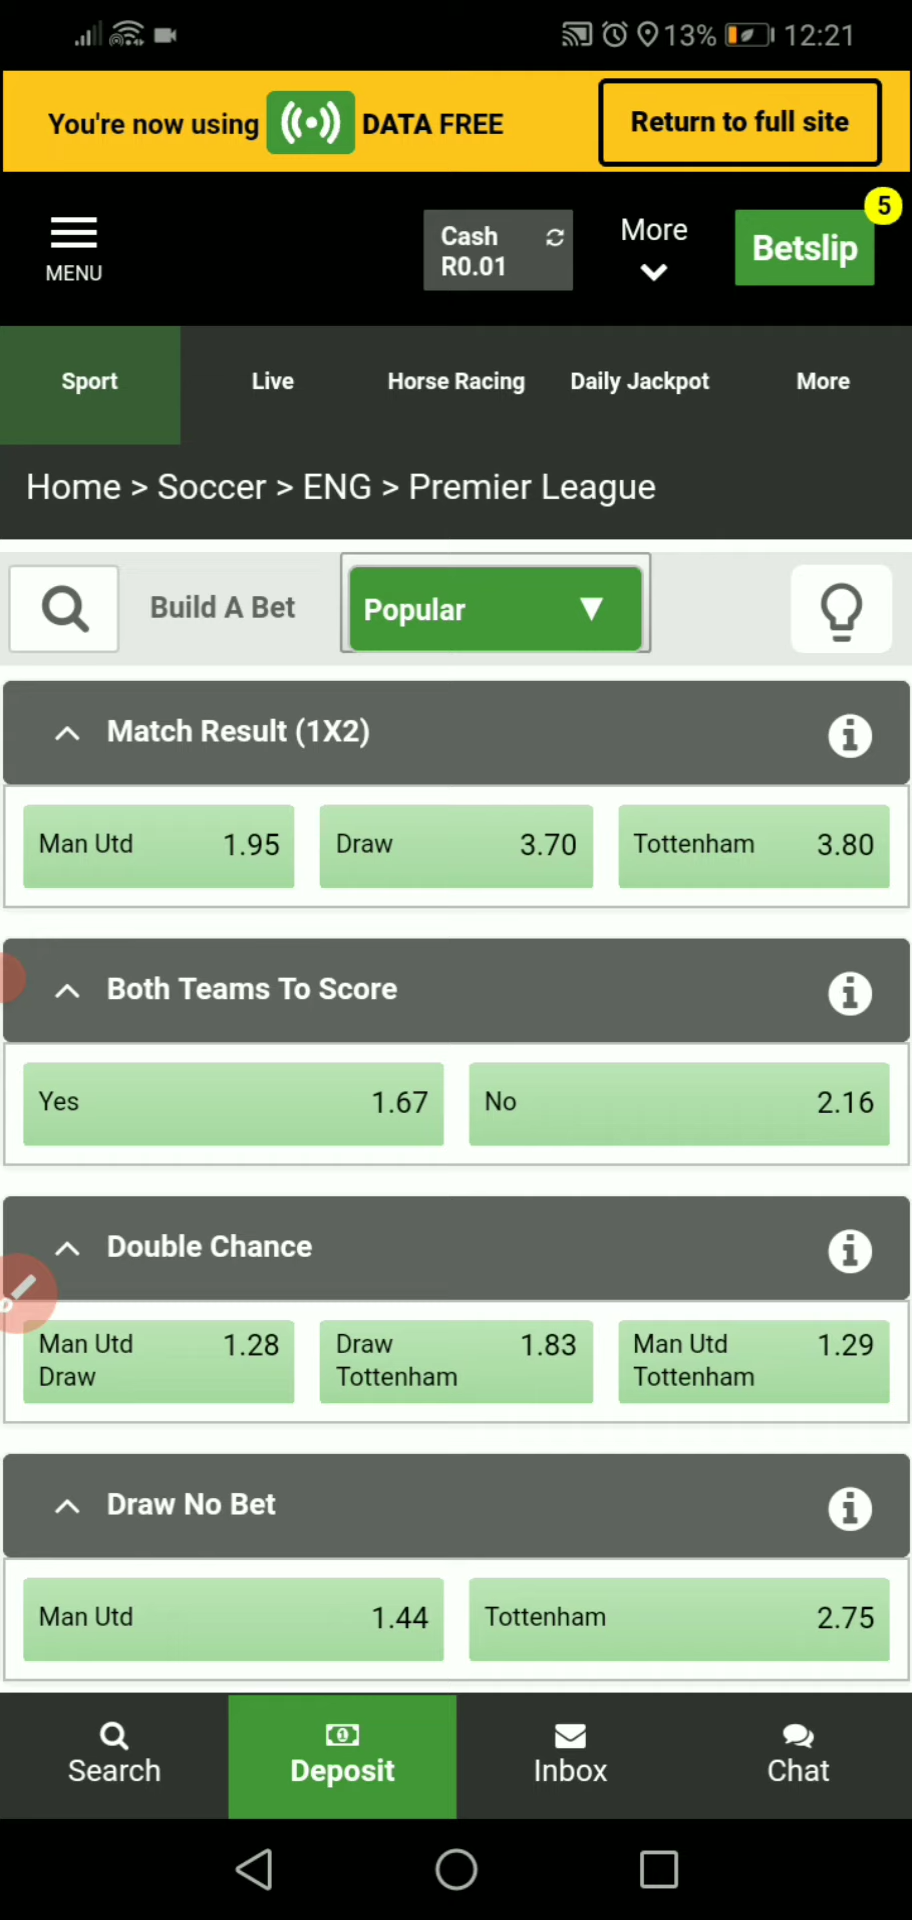 13% 12:21
You're now using DATA FREE
Return to full site
MENU
Cash
R0.01
More
Betslip
5
Sport Live Horse Racing Daily Jackpot More
Home > Soccer > ENG > Premier League
Build A Bet
Popular
Match Result (1X2)
Man Utd 1.95 Draw 3.70 Tottenham 3.80
Both Teams To Score
Yes 1.67 No 2.16
Double Chance
Man Utd 1.28 Draw 1.83 Man Utd 1.29
Draw Tottenham Tottenham
Draw No Bet
Man Utd 1.44 Tottenham 2.75
Search Deposit Inbox Chat